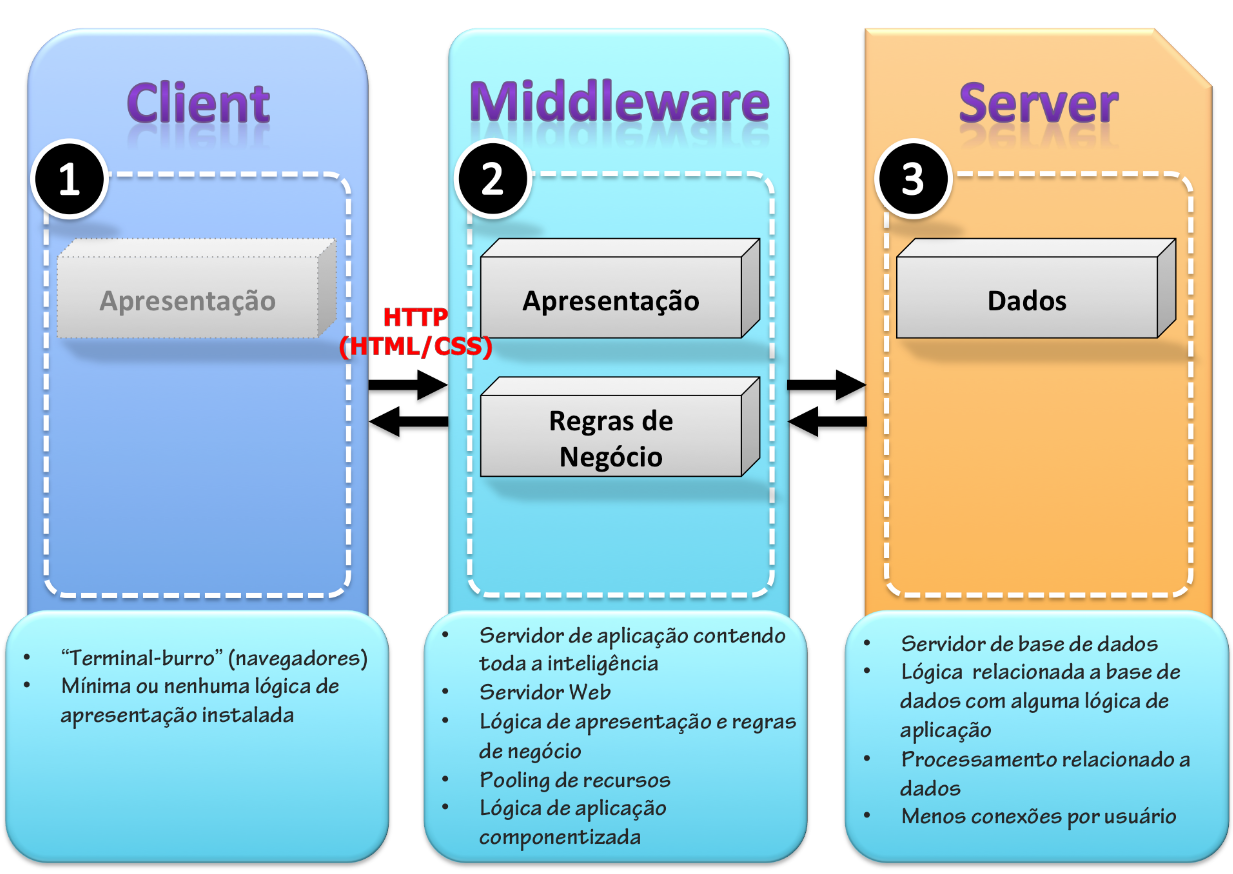 Client
1
Apresentação
• “Terminal-burro” (navegadores)
• Mínima ou nenhuma lógica de
apresentação instalada
HTTP
(HTML/CSS)
Middleware
2
Apresentação
Regras de
Negócio
• Servidor de aplicação contendo
toda a inteligência
• Servidor Web
• Lógica de apresentação e regras
de negócio
• Pooling de recursos
• Lógica de aplicação
componentizada
Server
3
Dados
• Servidor de base de dados
• Lógica relacionada a base de
dados com alguma lógica de
aplicação
• Processamento relacionado a
dados
• Menos conexões por usuário